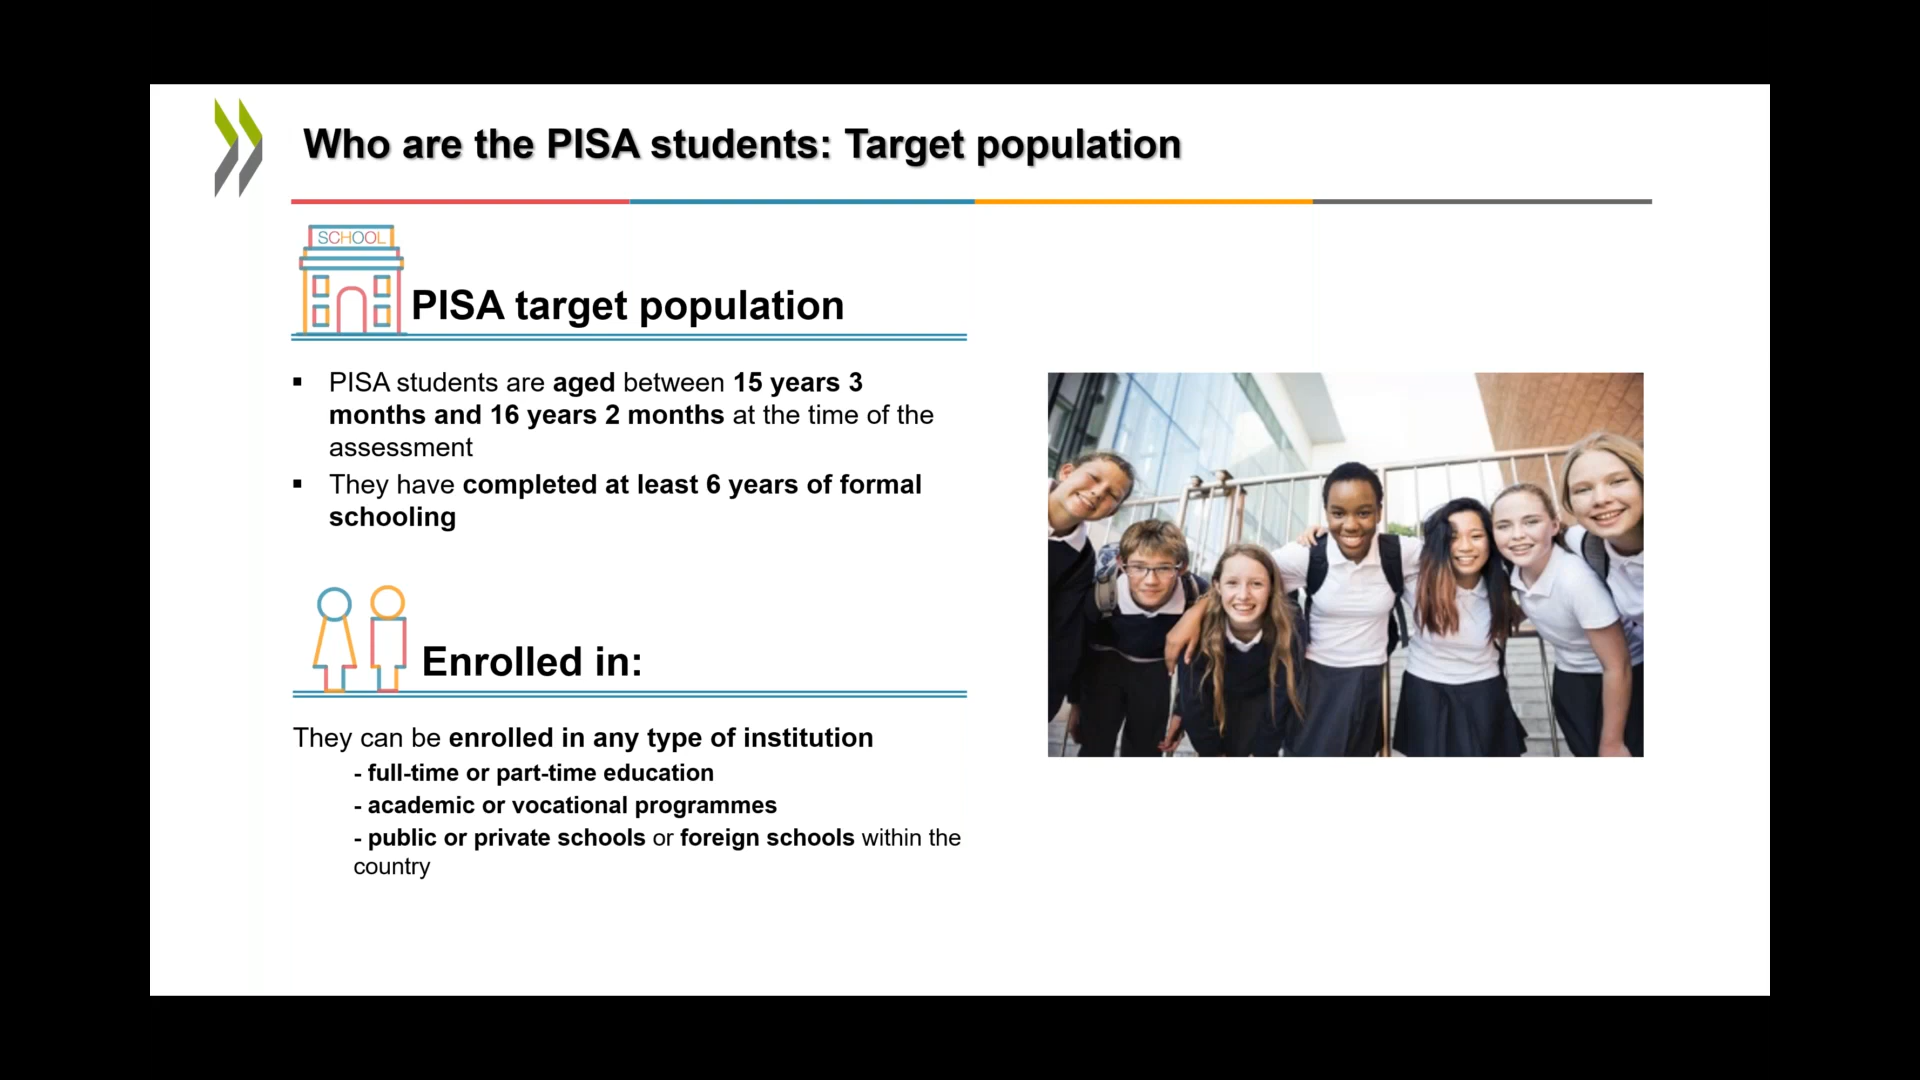 Who are the PISA students: Target population
SCHOOL
PISA target population
▪ PISA students are aged between 15 years 3
months and 16 years 2 months at the time of the
assessment
▪ They have completed at least 6 years of formal
schooling
Enrolled in:
They can be enrolled in any type of institution
- full-time or part-time education
- academic or vocational programmes
- public or private schools or foreign schools within the
country